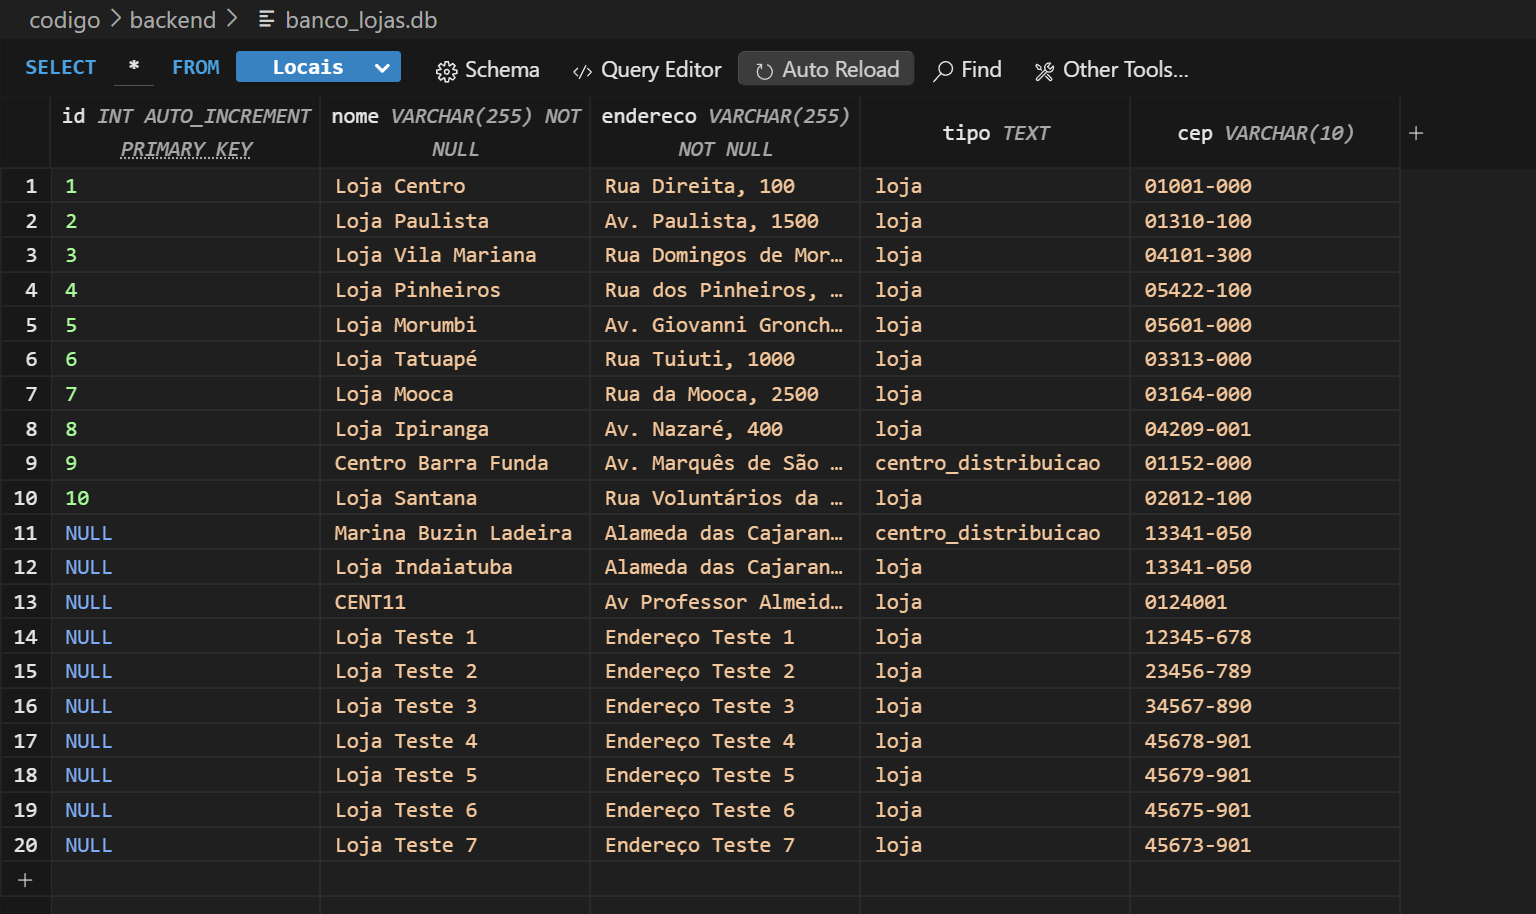 codigo > backend > banco_lojas.db
SELECT * FROM Locais Schema </> Query Editor Auto Reload Find Other Tools...
id INT AUTO_INCREMENT PRIMARY KEY nome VARCHAR(255) NOT NULL endereco VARCHAR(255) NOT NULL tipo TEXT cep VARCHAR(10) +
1 1 Loja Centro Rua Direita, 100 loja 01001-000
2 2 Loja Paulista Av. Paulista, 1500 loja 01310-100
3 3 Loja Vila Mariana Rua Domingos de Mor… loja 04101-300
4 4 Loja Pinheiros Rua dos Pinheiros, … loja 05422-100
5 5 Loja Morumbi Av. Giovanni Gronch… loja 05601-000
6 6 Loja Tatuapé Rua Tuiuti, 1000 loja 03313-000
7 7 Loja Mooca Rua da Mooca, 2500 loja 03164-000
8 8 Loja Ipiranga Av. Nazaré, 400 loja 04209-001
9 9 Centro Barra Funda Av. Marquês de São … centro_distribuicao 01152-000
10 10 Loja Santana Rua Voluntários da … loja 02012-100
11 NULL Marina Buzin Ladeira Alameda das Cajaran… centro_distribuicao 13341-050
12 NULL Loja Indaiatuba Alameda das Cajaran… loja 13341-050
13 NULL CENT11 Av Professor Almeid… loja 0124001
14 NULL Loja Teste 1 Endereço Teste 1 loja 12345-678
15 NULL Loja Teste 2 Endereço Teste 2 loja 23456-789
16 NULL Loja Teste 3 Endereço Teste 3 loja 34567-890
17 NULL Loja Teste 4 Endereço Teste 4 loja 45678-901
18 NULL Loja Teste 5 Endereço Teste 5 loja 45679-901
19 NULL Loja Teste 6 Endereço Teste 6 loja 45675-901
20 NULL Loja Teste 7 Endereço Teste 7 loja 45673-901
+